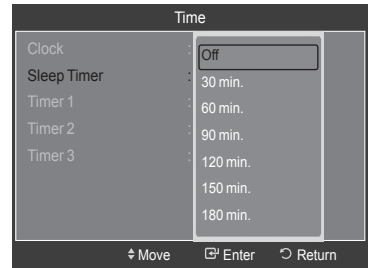 Time
Clock :
Sleep Timer :
Timer 1 :
Timer 2 :
Timer 3 :
Off
30 min.
60 min.
90 min.
120 min.
150 min.
180 min.
Move Enter Return